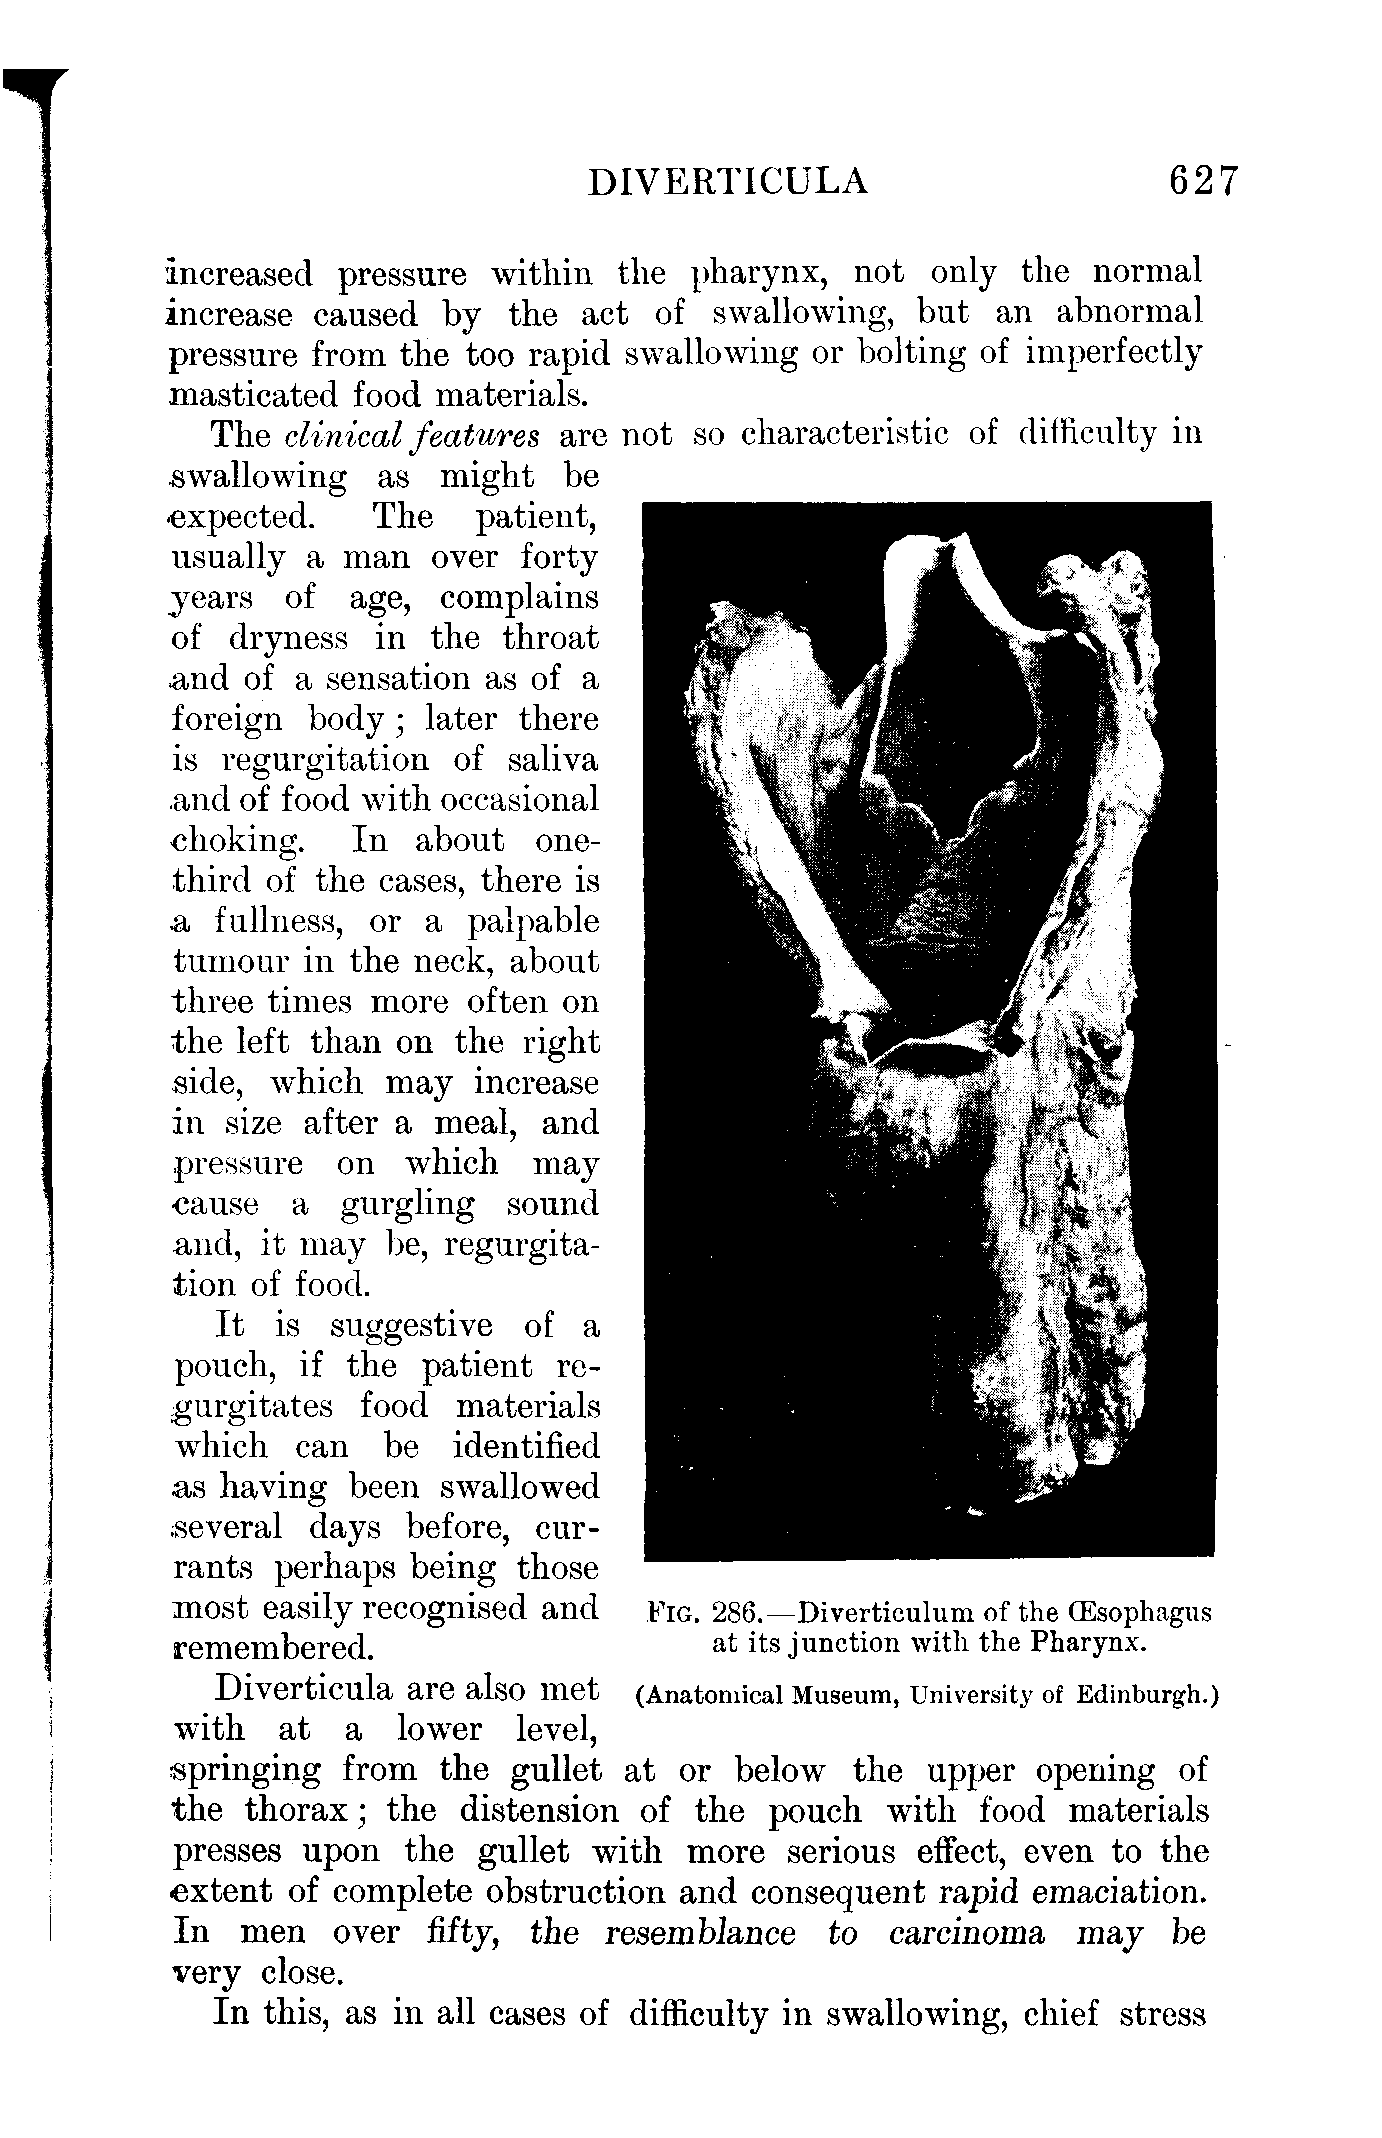 DIVERTICULA 627
increased pressure within the pharynx, not only the normal
increase caused by the act of swallowing, but an abnormal
pressure from the too rapid swallowing or bolting of imperfectly
masticated food materials.
The clinical features are not so characteristic of difficulty in
swallowing as might be
expected. The patient,
usually a man over forty
years of age, complains
of dryness in the throat
and of a sensation as of a
foreign body ; later there
is regurgitation of saliva
and of food with occasional
choking. In about one-
third of the cases, there is
a fullness, or a palpable
tumour in the neck, about
three times more often on
the left than on the right
side, which may increase
in size after a meal, and
pressure on which may
cause a gurgling sound
and, it may be, regurgita-
tion of food.
It is suggestive of a
pouch, if the patient re-
gurgitates food materials
which can be identified
as having been swallowed
several days before, cur-
rants perhaps being those
most easily recognised and
remembered.
Diverticula are also met
with at a lower level,
FIG. 286.—Diverticulum of the Œsophagus
at its junction with the Pharynx.
(Anatomical Museum, University of Edinburgh.)
springing from the gullet at or below the upper opening of
the thorax ; the distension of the pouch with food materials
presses upon the gullet with more serious effect, even to the
extent of complete obstruction and consequent rapid emaciation.
In men over fifty, the resemblance to carcinoma may be
very close.
In this, as in all cases of difficulty in swallowing, chief stress